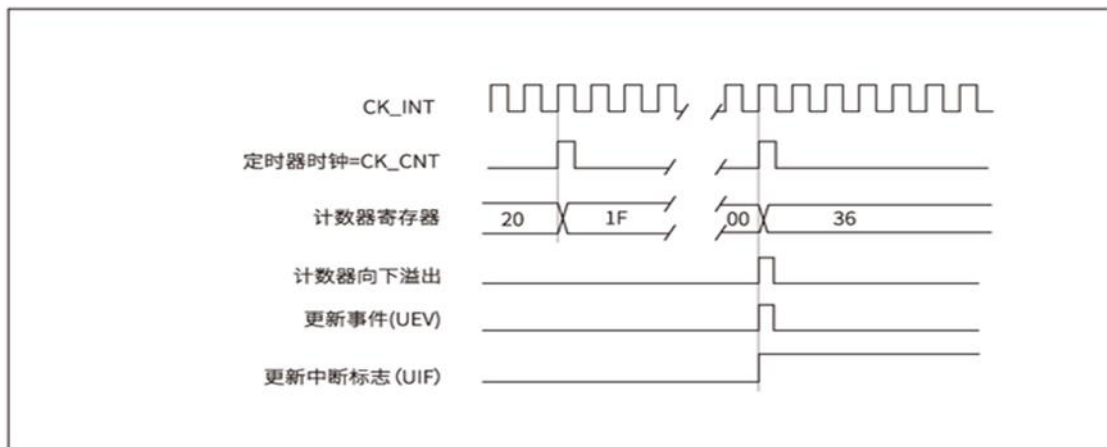 CK_INT
定时器时钟=CK_CNT
计数器寄存器 20 1F 00 36
计数器向下溢出
更新事件(UEV)
更新中断标志(UIF)